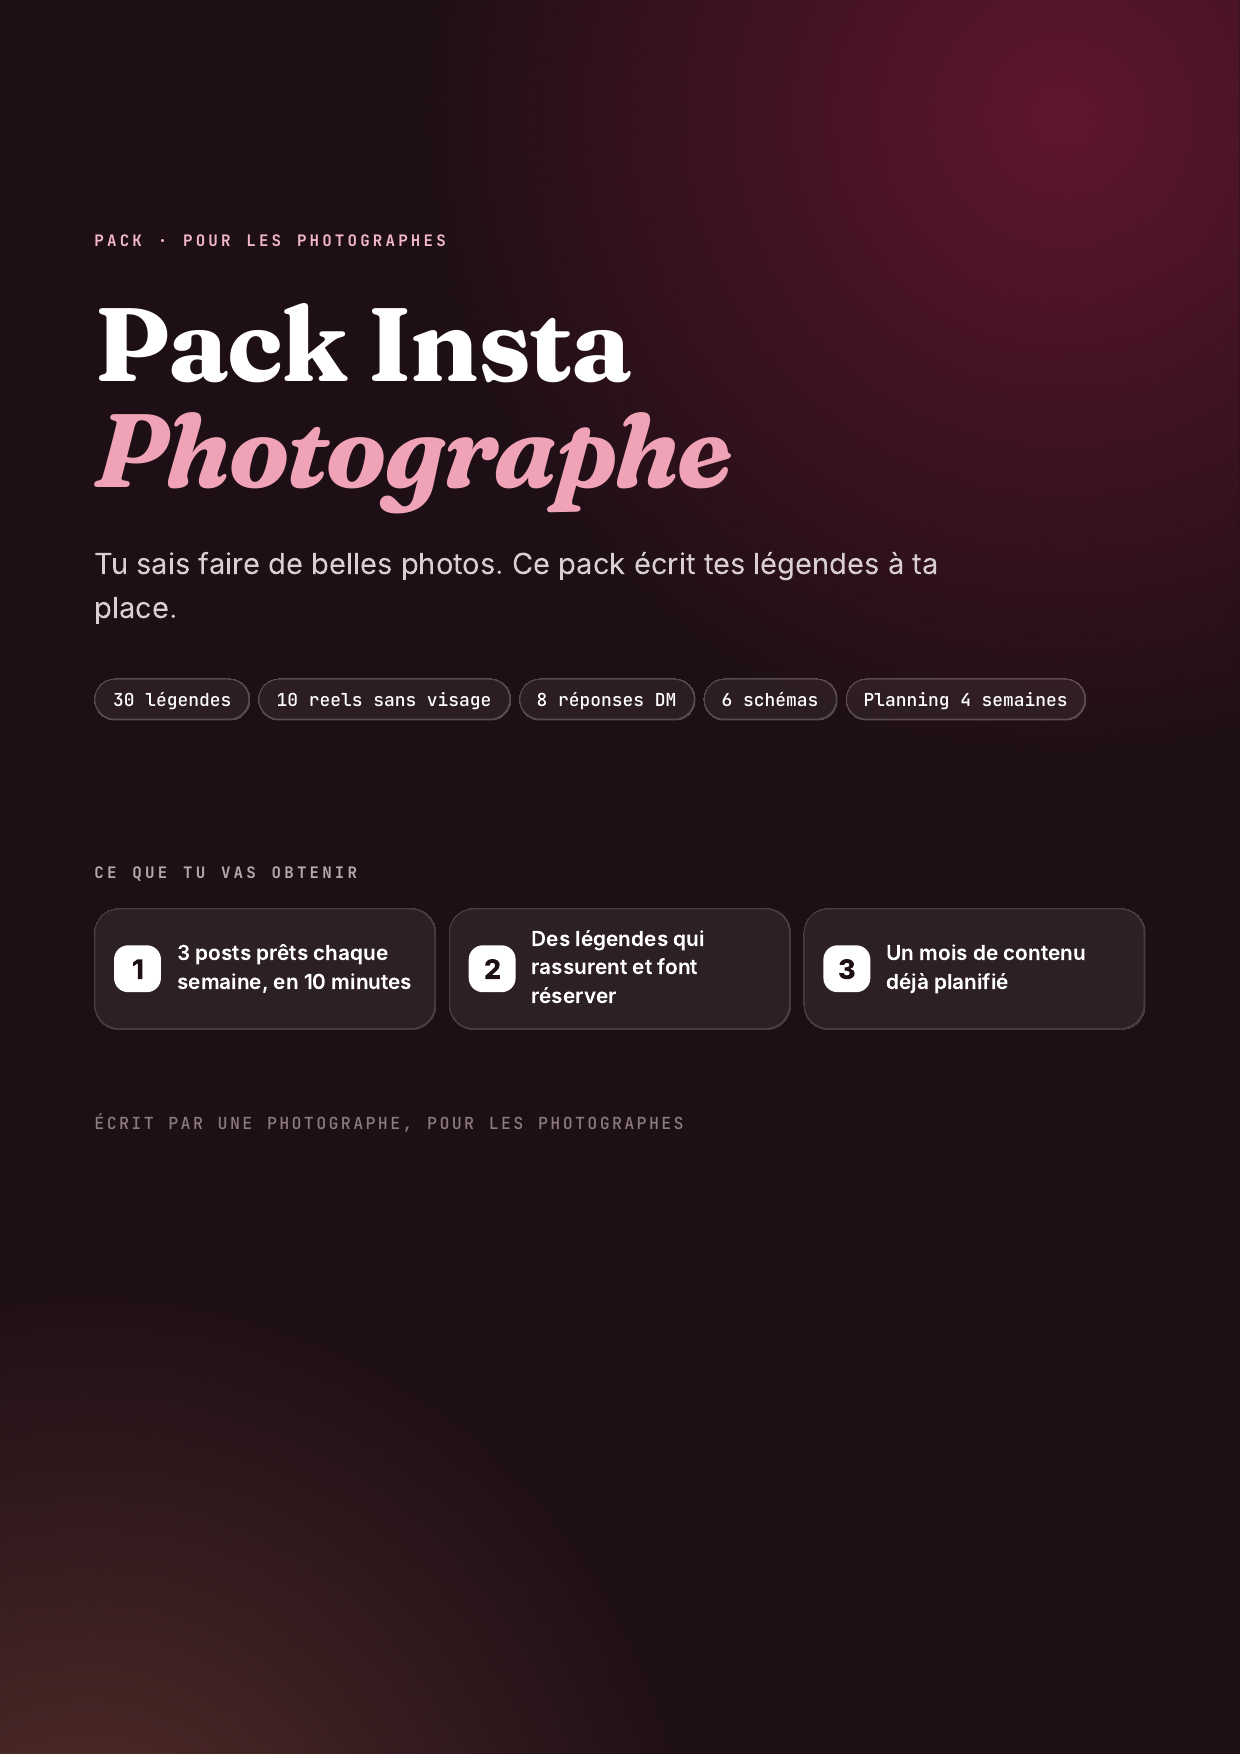 PACK · POUR LES PHOTOGRAPHES
Pack Insta
Photographe
Tu sais faire de belles photos. Ce pack écrit tes légendes à ta
place.
30 légendes
10 reels sans visage
8 réponses DM
6 schémas
Planning 4 semaines
CE QUE TU VAS OBTENIR
1
3 posts prêts chaque
semaine, en 10 minutes
2
Des légendes qui
rassurent et font
réserver
3
Un mois de contenu
déjà planifié
ÉCRIT PAR UNE PHOTOGRAPHE, POUR LES PHOTOGRAPHES